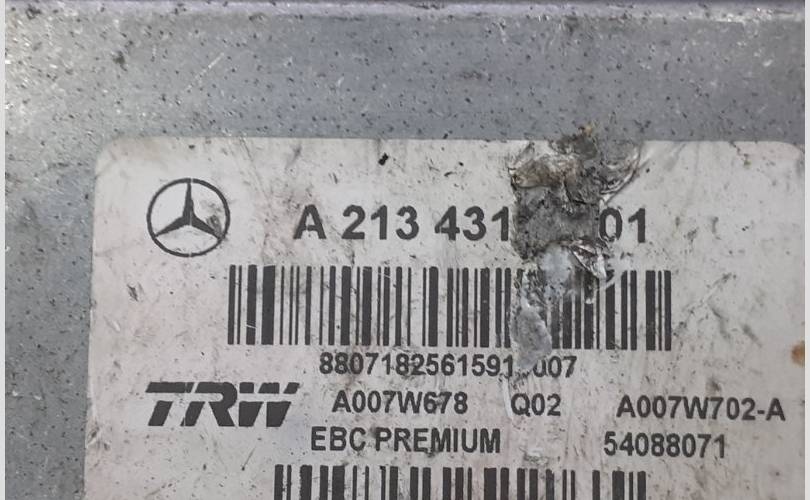 A 213 431 01
8807182561591 007
TRW A007W678 Q02 A007W702-A
EBC PREMIUM 54088071